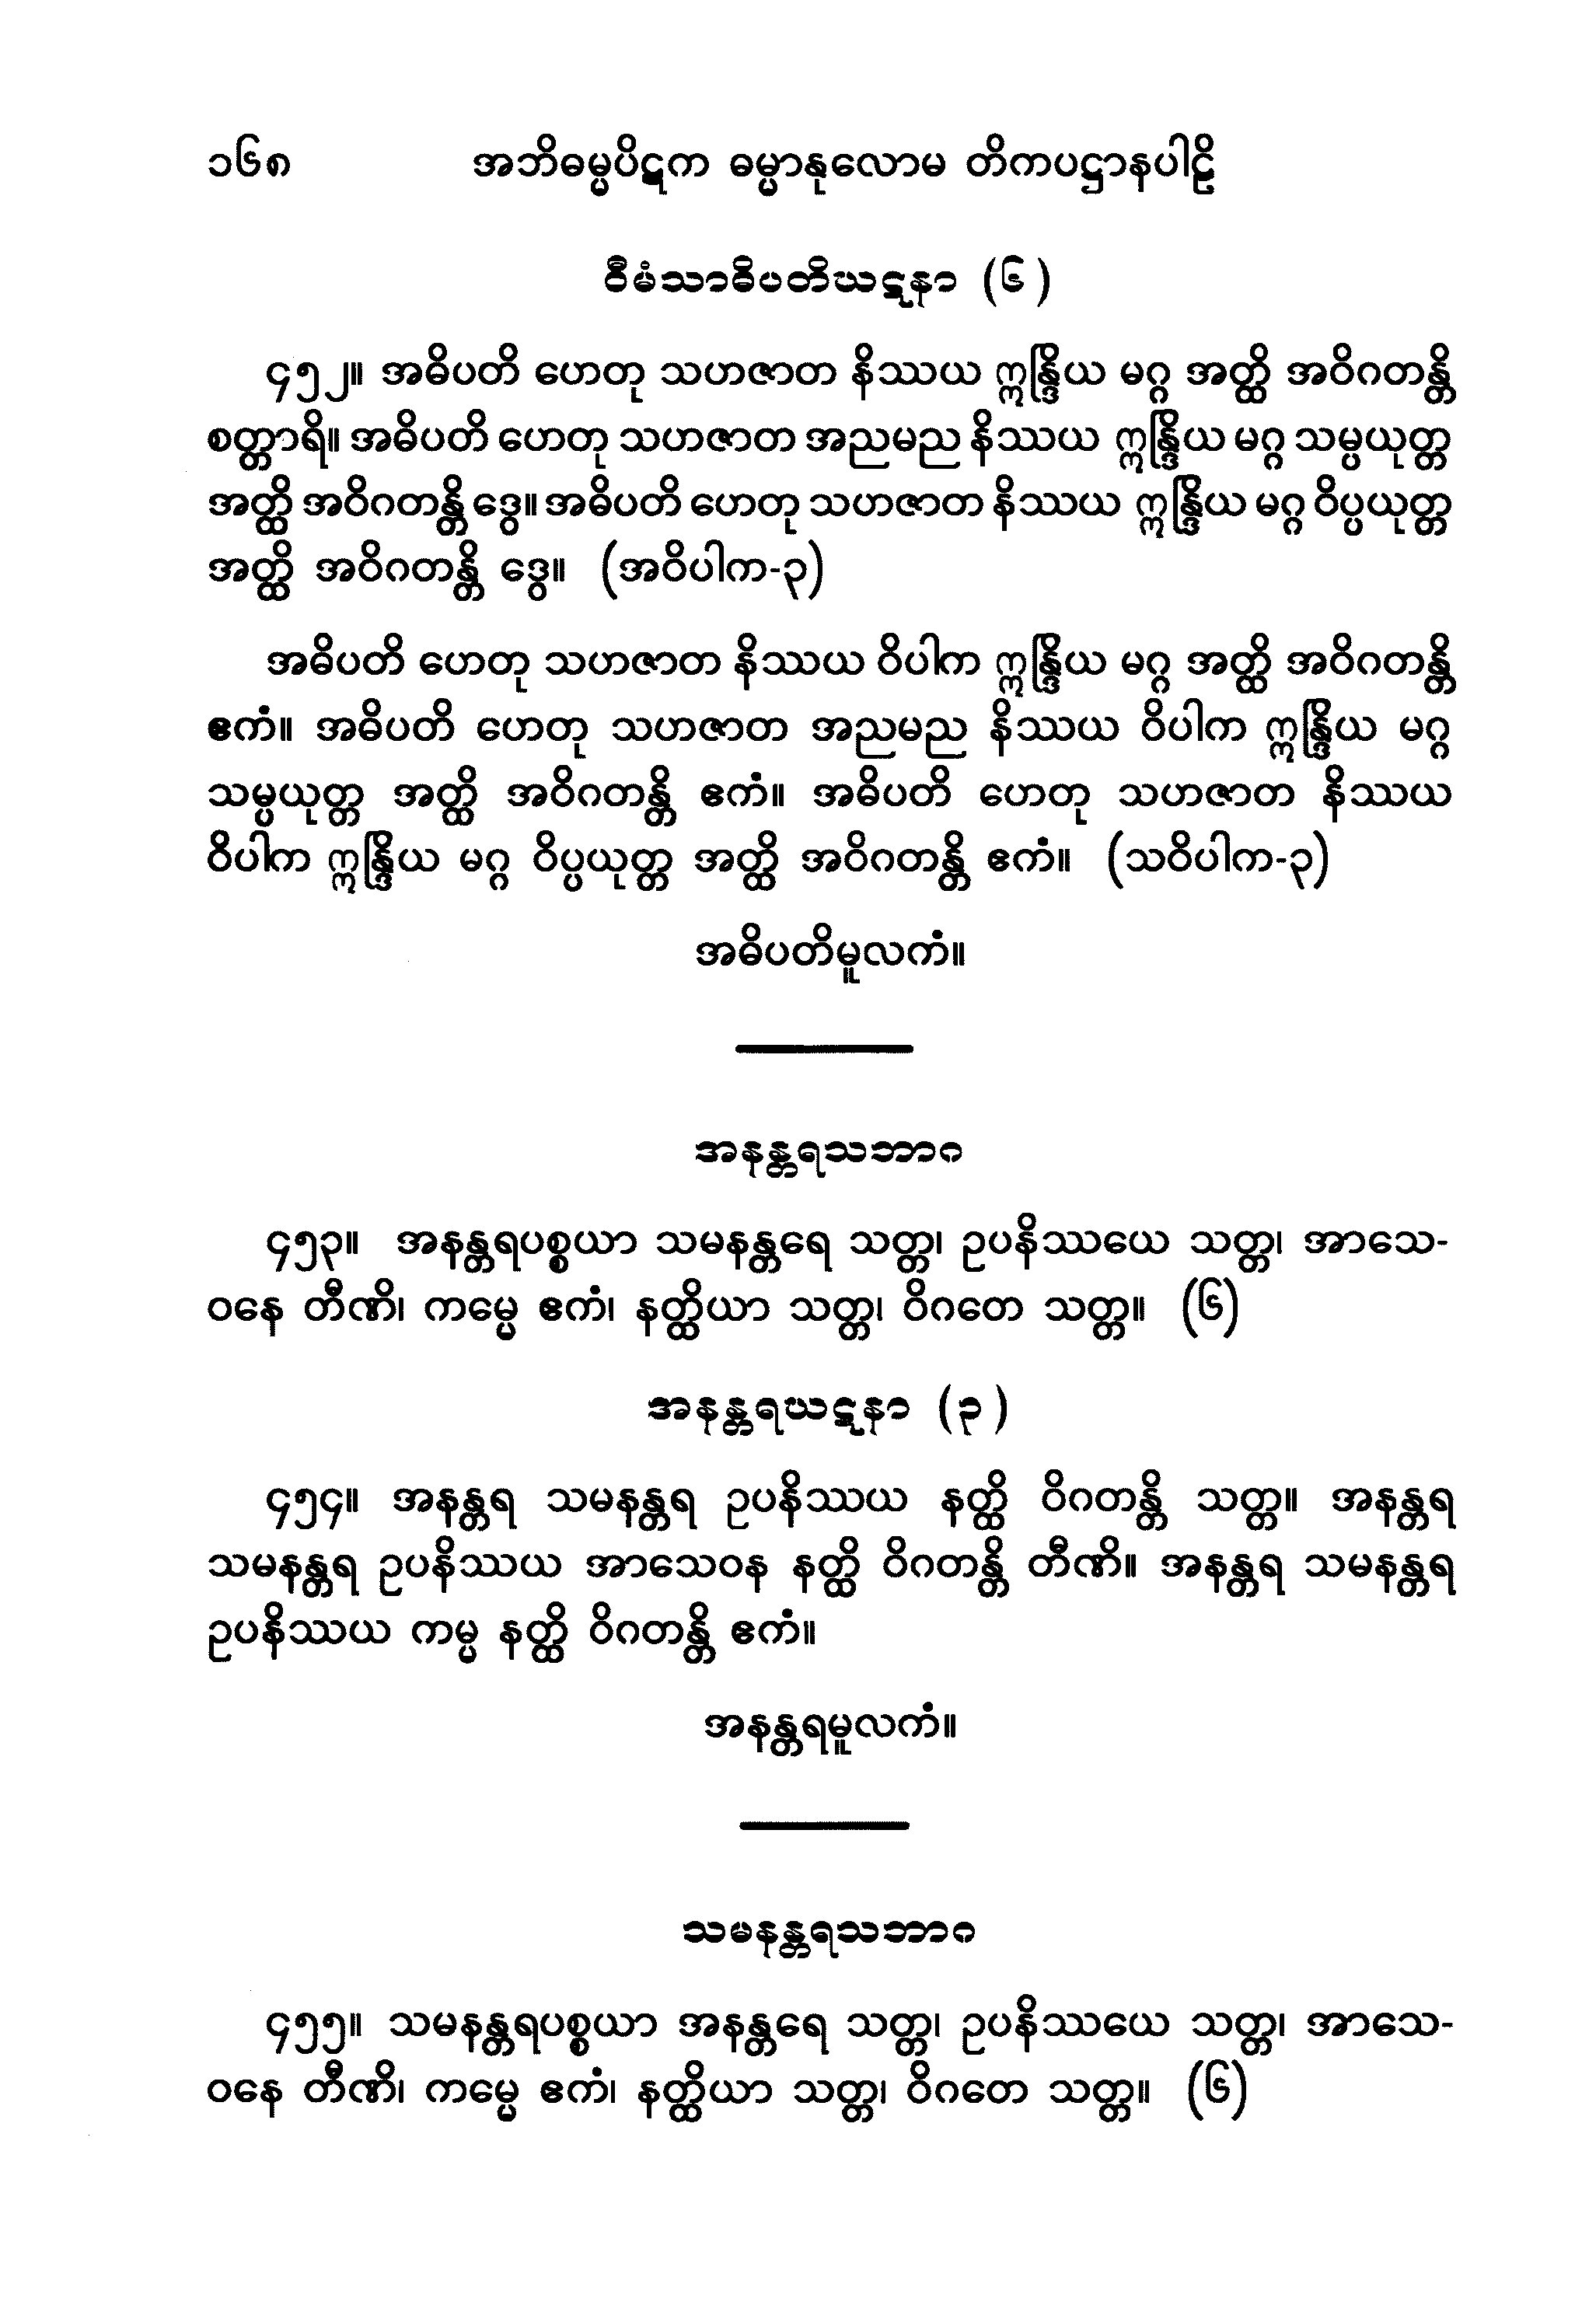 ၁၆၈ အဘိဓမ္မပိဋက ဓမ္မာနုလောမ တိကပဋ္ဌာနပါဠိ
ဝီမံသာဓိပတိဃဋနာ (၆)
၄၅၂။ အဓိပတိ ဟေတု သဟဇာတ နိဿယ ဣန္ဒြိယ မဂ္ဂ အတ္ထိ အဝိဂတန္တိ
စတ္တာရိ။ အဓိပတိ ဟေတု သဟဇာတ အညမည နိဿယ ဣန္ဒြိယ မဂ္ဂ သမ္ပယုတ္တ
အတ္ထိ အဝိဂတန္တိ ဒွေ။ အဓိပတိ ဟေတု သဟဇာတ နိဿယ ဣန္ဒြိယ မဂ္ဂ ဝိပ္ပယုတ္တ
အတ္ထိ အဝိဂတန္တိ ဒွေ။ (အဝိပါက-၃)
အဓိပတိ ဟေတု သဟဇာတ နိဿယ ဝိပါက ဣန္ဒြိယ မဂ္ဂ အတ္ထိ အဝိဂတန္တိ
ဧကံ။ အဓိပတိ ဟေတု သဟဇာတ အညမည နိဿယ ဝိပါက ဣန္ဒြိယ မဂ္ဂ
သမ္ပယုတ္တ အတ္ထိ အဝိဂတန္တိ ဧကံ။ အဓိပတိ ဟေတု သဟဇာတ နိဿယ
ဝိပါက ဣန္ဒြိယ မဂ္ဂ ဝိပ္ပယုတ္တ အတ္ထိ အဝိဂတန္တိ ဧကံ။ (သဝိပါက-၃)
အဓိပတိမူလကံ။
အနန္တရသဘာဂ
၄၅၃။ အနန္တရပစ္စယာ သမနန္တရေ သတ္တ၊ ဥပနိဿယေ သတ္တ၊ အာသေ-
ဝနေ တီဏိ၊ ကမ္မေ ဧကံ၊ နတ္ထိယာ သတ္တ၊ ဝိဂတေ သတ္တ။ (၆)
အနန္တရဃဋနာ (၃)
၄၅၄။ အနန္တရ သမနန္တရ ဥပနိဿယ နတ္ထိ ဝိဂတန္တိ သတ္တ။ အနန္တရ
သမနန္တရ ဥပနိဿယ အာသေဝန နတ္ထိ ဝိဂတန္တိ တီဏိ။ အနန္တရ သမနန္တရ
ဥပနိဿယ ကမ္မ နတ္ထိ ဝိဂတန္တိ ဧကံ။
အနန္တရမူလကံ။
သမနန္တရသဘာဂ
၄၅၅။ သမနန္တရပစ္စယာ အနန္တရေ သတ္တ၊ ဥပနိဿယေ သတ္တ၊ အာသေ-
ဝနေ တီဏိ၊ ကမ္မေ ဧကံ၊ နတ္ထိယာ သတ္တ၊ ဝိဂတေ သတ္တ။ (၆)